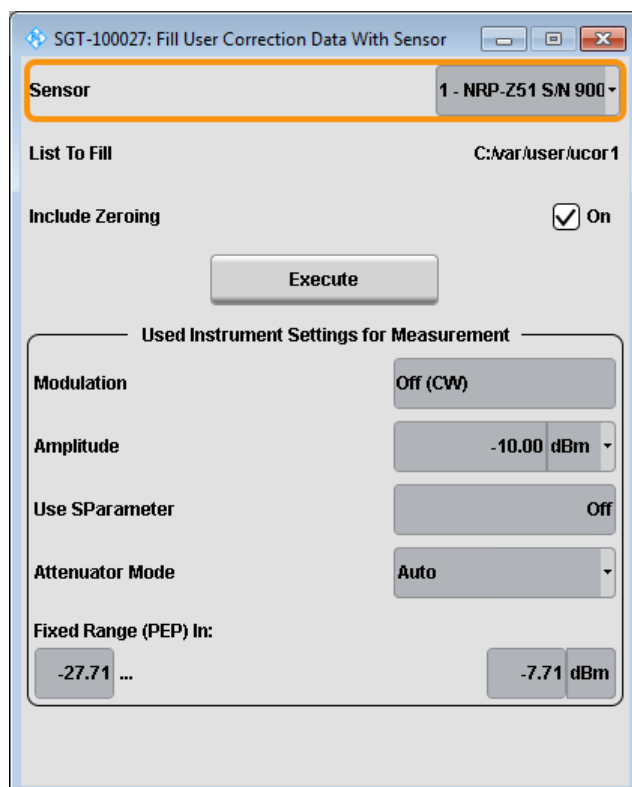 SGT-100027: Fill User Correction Data With Sensor
Sensor 1 - NRP-Z51 S/N 900
List To Fill C:/var/user/ucor1
Include Zeroing On
Execute
Used Instrument Settings for Measurement
Modulation Off (CW)
Amplitude -10.00 dBm
Use SParameter Off
Attenuator Mode Auto
Fixed Range (PEP) In:
-27.71 ... -7.71 dBm